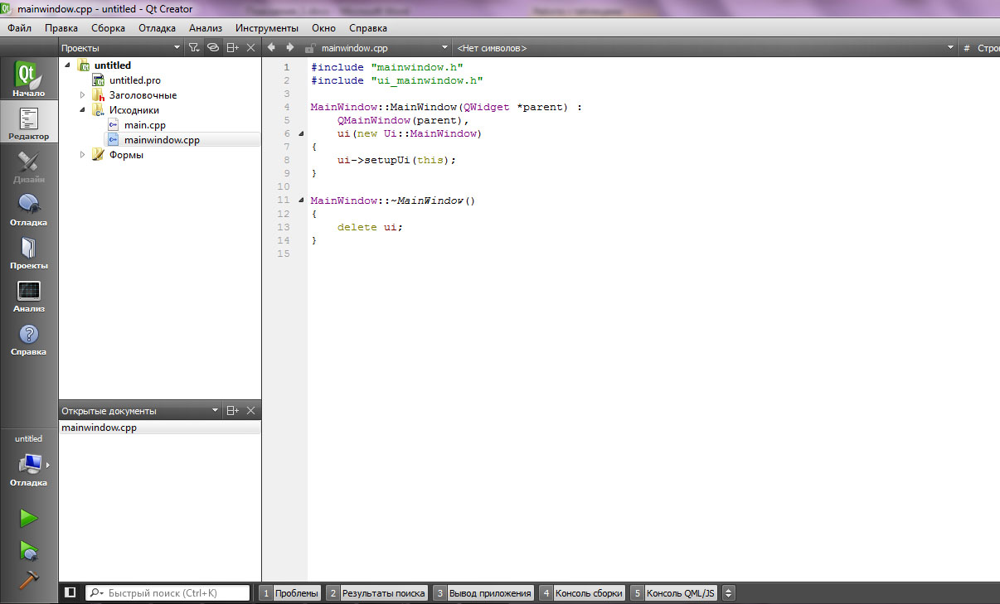 mainwindow.cpp - untitled - Qt Creator
Файл Правка Сборка Отладка Анализ Инструменты Окно Справка
Проекты
mainwindow.cpp
<Нет символов>
#
Начало
Редактор
Дизайн
Отладка
Проекты
Анализ
Справка
untitled
untitled.pro
Заголовочные
Исходники
main.cpp
mainwindow.cpp
Формы
1 #include "mainwindow.h"
2 #include "ui_mainwindow.h"
3
4 MainWindow::MainWindow(QWidget *parent) :
5 QMainWindow(parent),
6 ui(new Ui::MainWindow)
7 {
8 ui->setupUi(this);
9 }
10
11 MainWindow::~MainWindow()
12 {
13 delete ui;
14 }
15
Открытые документы
mainwindow.cpp
untitled
Отладка
Быстрый поиск (Ctrl+K)
1 Проблемы 2 Результаты поиска 3 Вывод приложения 4 Консоль сборки 5 Консоль QML/JS